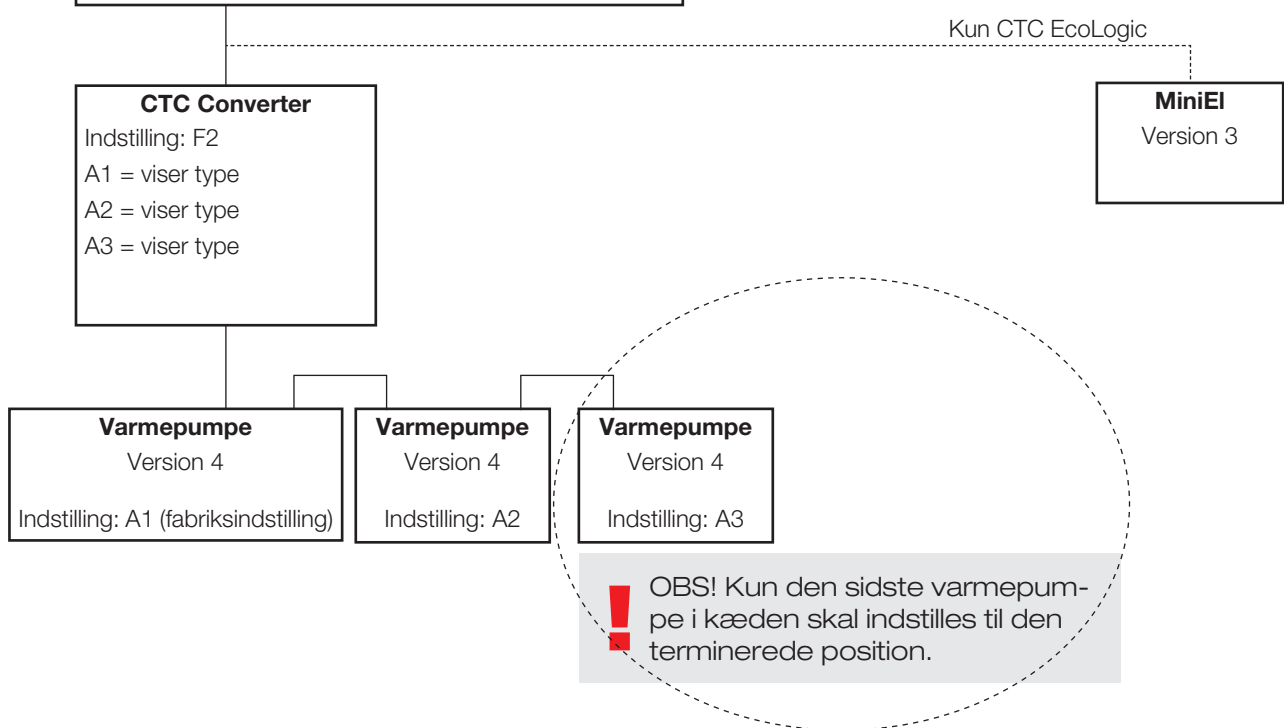 Kun CTC EcoLogic
CTC Converter
Indstilling: F2
A1 = viser type
A2 = viser type
A3 = viser type
MiniEl
Version 3
Varmepumpe
Version 4
Indstilling: A1 (fabriksindstilling)
Varmepumpe
Version 4
Indstilling: A2
Varmepumpe
Version 4
Indstilling: A3
! OBS! Kun den sidste varmepum-
pe i kæden skal indstilles til den
terminerede position.